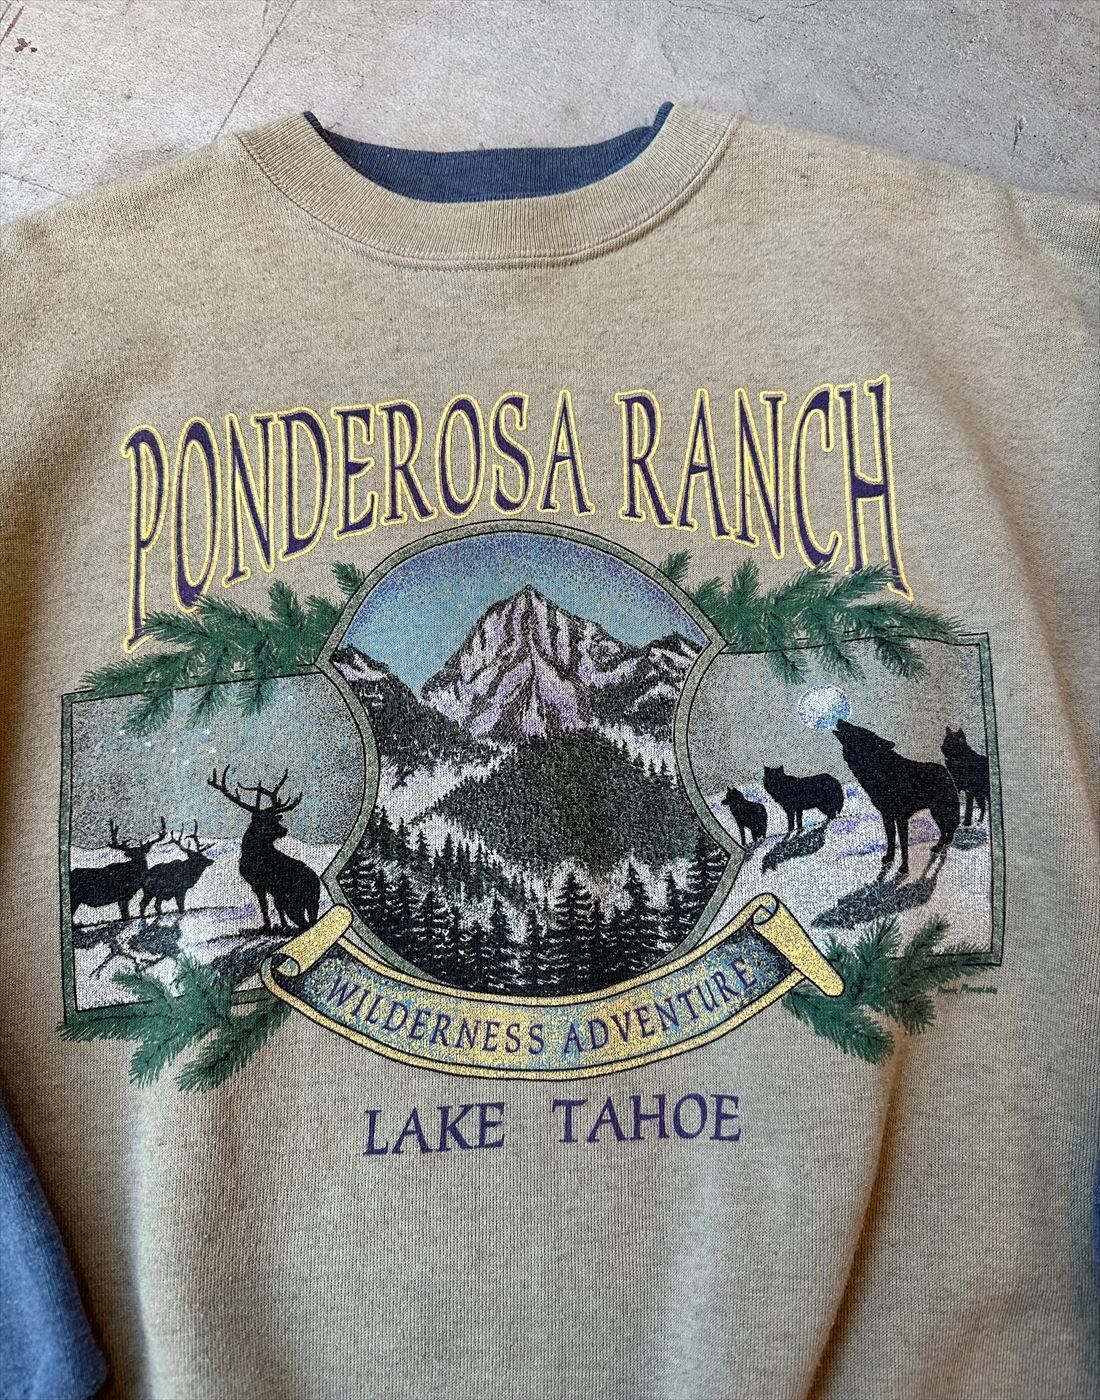 PONDEROSA RANCH
WILDERNESS ADVENTURE
LAKE TAHOE